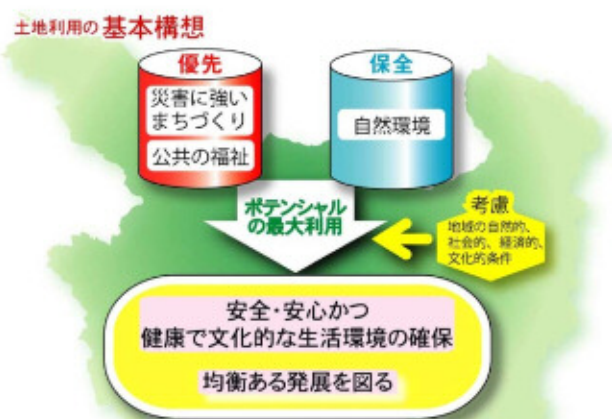 土地利用の基本構想
優先
災害に強い
まちづくり
公共の福祉
保全
自然環境
ポテンシャル
の最大利用
考慮
地域の自然的、
社会的、経済的、
文化的条件
安全・安心かつ
健康で文化的な生活環境の確保
均衡ある発展を図る